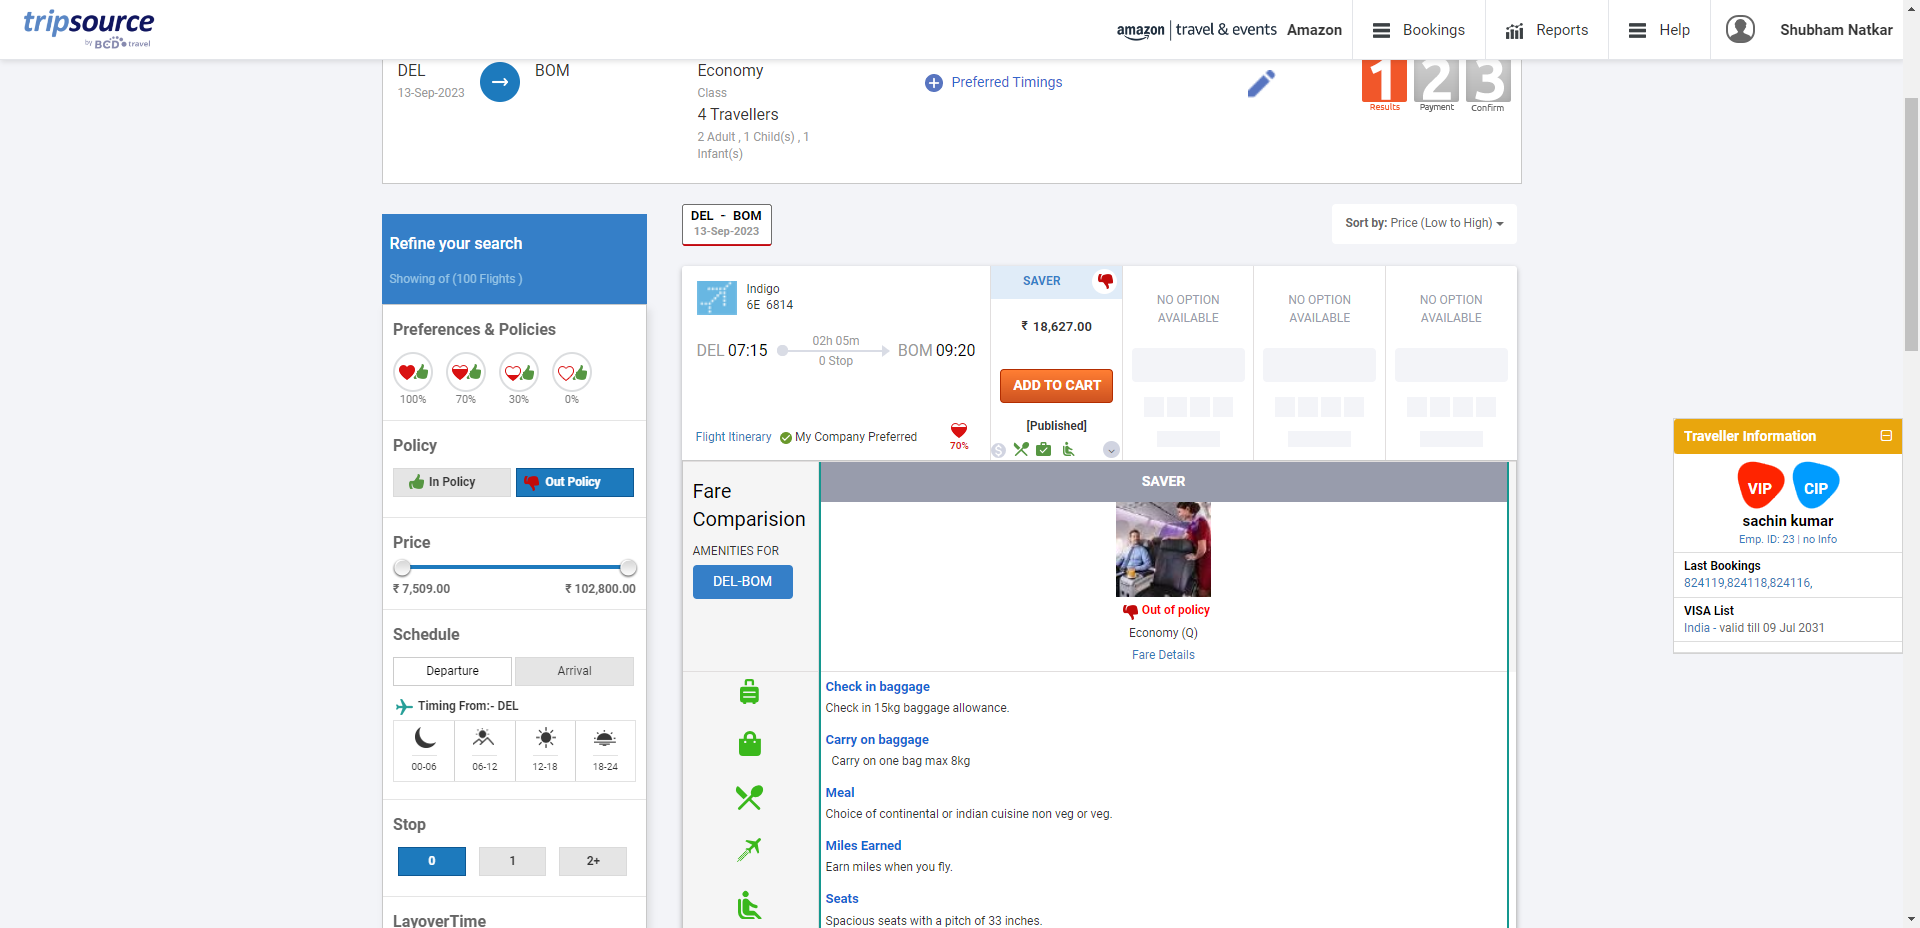 tripsource
by BCD travel
amazon | travel & events Amazon
Bookings
Reports
Help
Shubham Natkar
DEL
13-Sep-2023
BOM
Economy
Class
4 Travellers
2 Adult , 1 Child(s) , 1
Infant(s)
Preferred Timings
1 2 3
Results Payment Confirm
Refine your search
Showing of (100 Flights )
Preferences & Policies
100% 70% 30% 0%
Policy
In Policy Out Policy
Price
₹ 7,509.00 ₹ 102,800.00
Schedule
Departure Arrival
Timing From:- DEL
00-06 06-12 12-18 18-24
Stop
0 1 2+
LayoverTime
DEL - BOM
13-Sep-2023
Sort by: Price (Low to High)
Indigo
6E 6814
DEL 07:15
02h 05m
0 Stop
BOM 09:20
Flight Itinerary
My Company Preferred
70%
SAVER
₹ 18,627.00
ADD TO CART
[Published]
NO OPTION
AVAILABLE
NO OPTION
AVAILABLE
NO OPTION
AVAILABLE
Fare
Comparision
AMENITIES FOR
DEL-BOM
SAVER
Out of policy
Economy (Q)
Fare Details
Check in baggage
Check in 15kg baggage allowance.
Carry on baggage
Carry on one bag max 8kg
Meal
Choice of continental or indian cuisine non veg or veg.
Miles Earned
Earn miles when you fly.
Seats
Spacious seats with a pitch of 33 inches.
Traveller Information
VIP CIP
sachin kumar
Emp. ID: 23 | no Info
Last Bookings
824119,824118,824116,
VISA List
India - valid till 09 Jul 2031